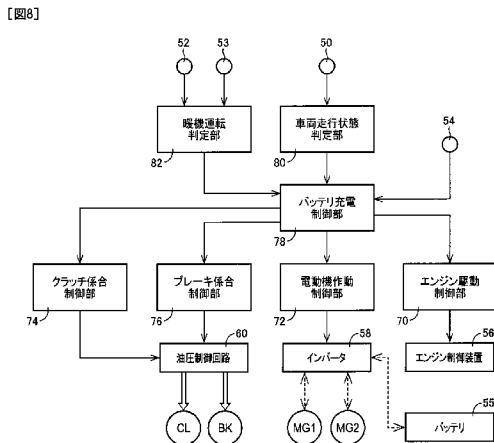 [図8]
52
53
50
54
暖機運転
判定部
82
車両走行状態
判定部
80
バッテリ充電
制御部
78
クラッチ係合
制御部
74
ブレーキ係合
制御部
76
電動機作動
制御部
72
エンジン駆動
制御部
70
60
油圧制御回路
58
インバータ
56
エンジン制御装置
CL
BK
MG1
MG2
55
バッテリ